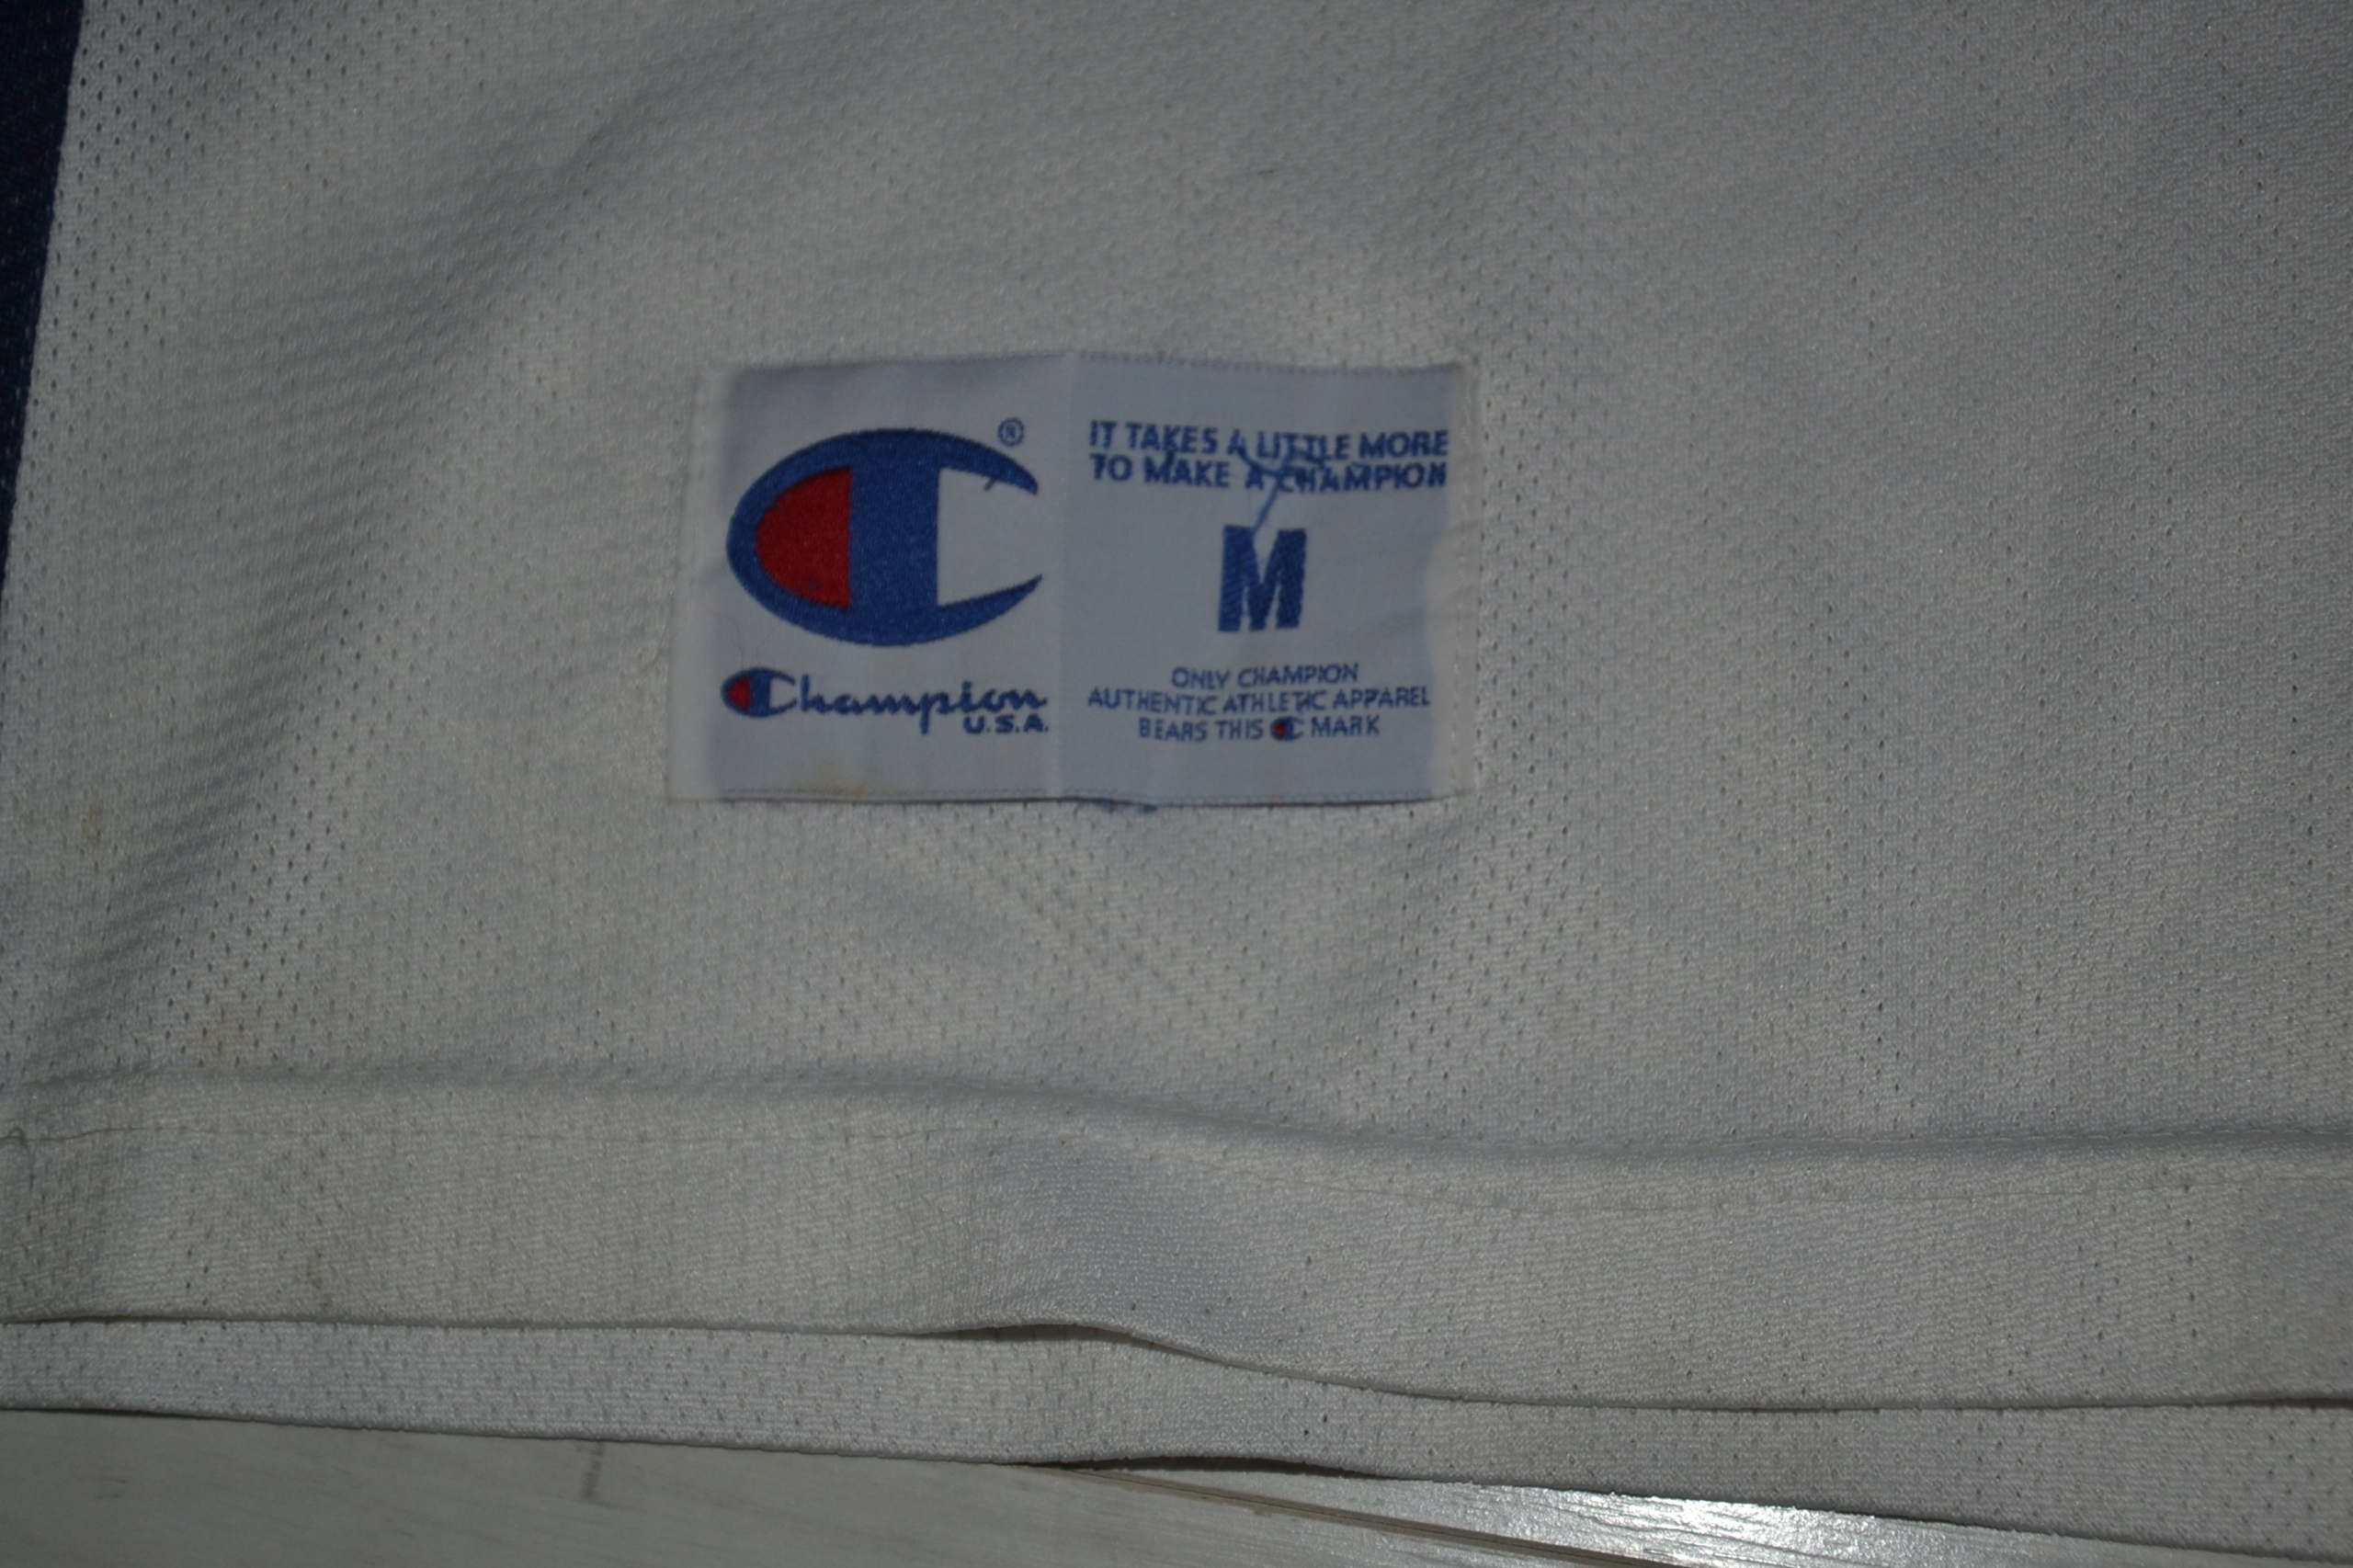 ®
Champion
U.S.A.
IT TAKES A LITTLE MORE
TO MAKE A CHAMPION
M
ONLY CHAMPION
AUTHENTIC ATHLETIC APPAREL
BEARS THIS C MARK